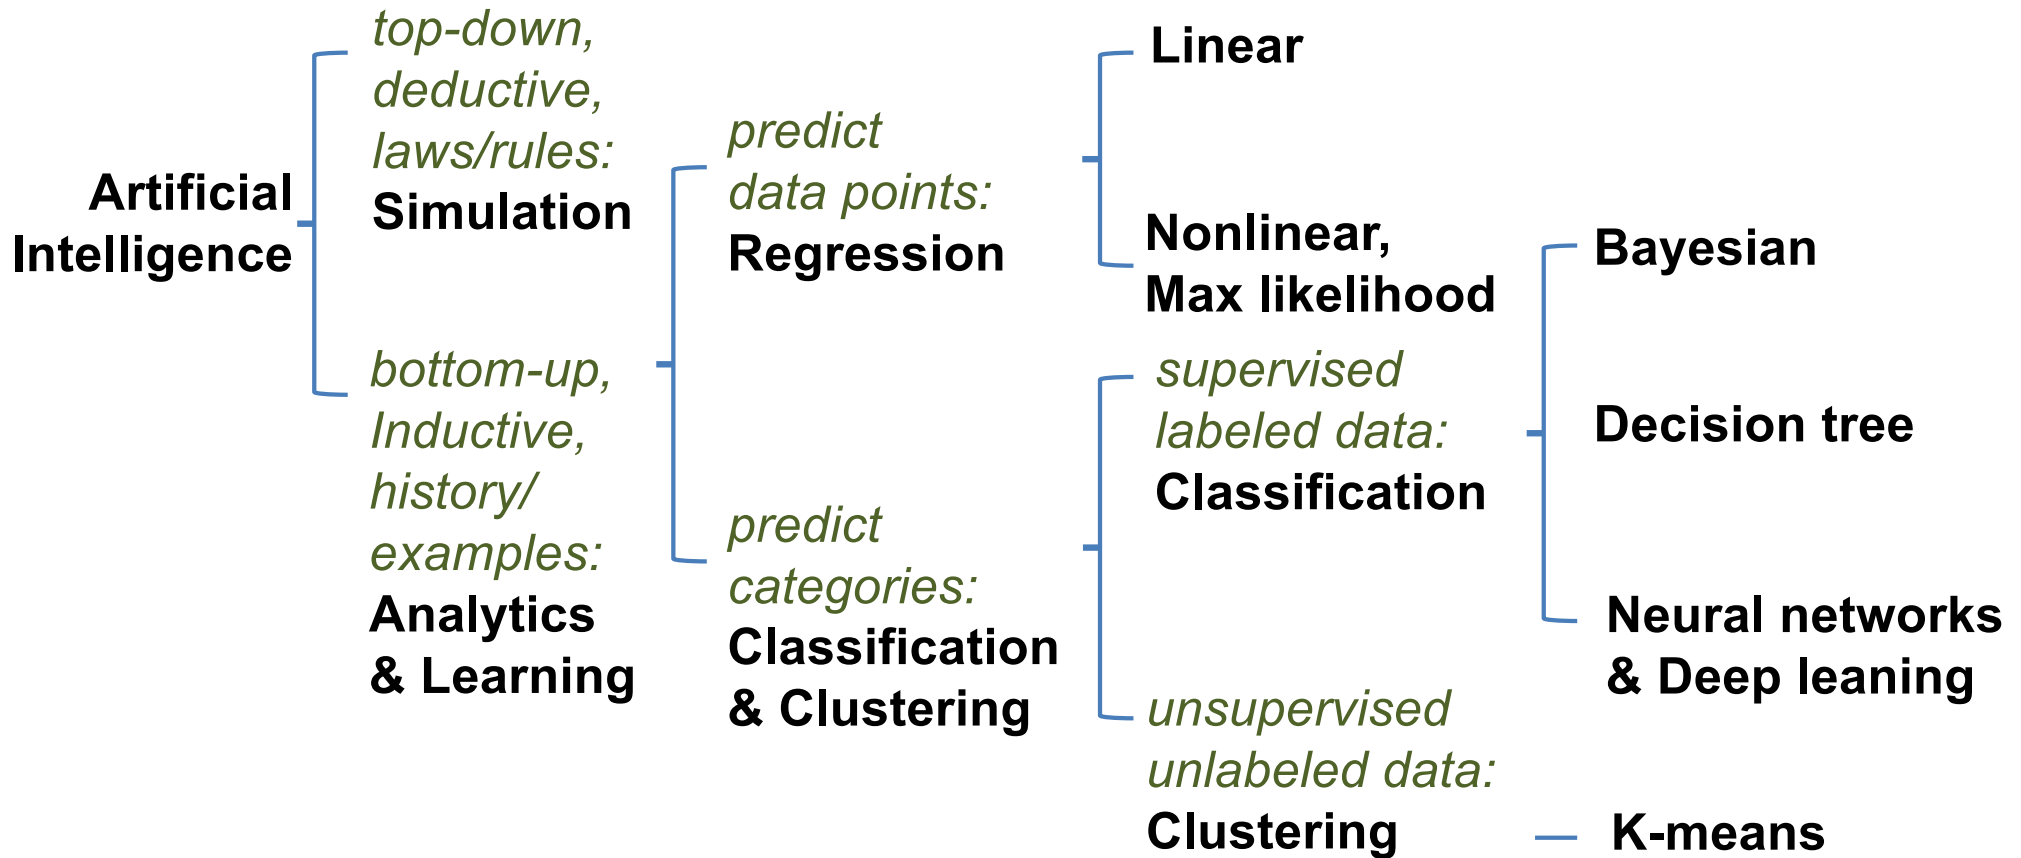 Artificial
Intelligence
top-down,
deductive,
laws/rules:
Simulation
bottom-up,
Inductive,
history/
examples:
Analytics
& Learning
predict
data points:
Regression
predict
categories:
Classification
& Clustering
Linear
Nonlinear,
Max likelihood
supervised
labeled data:
Classification
unsupervised
unlabeled data:
Clustering
Bayesian
Decision tree
Neural networks
& Deep leaning
K-means